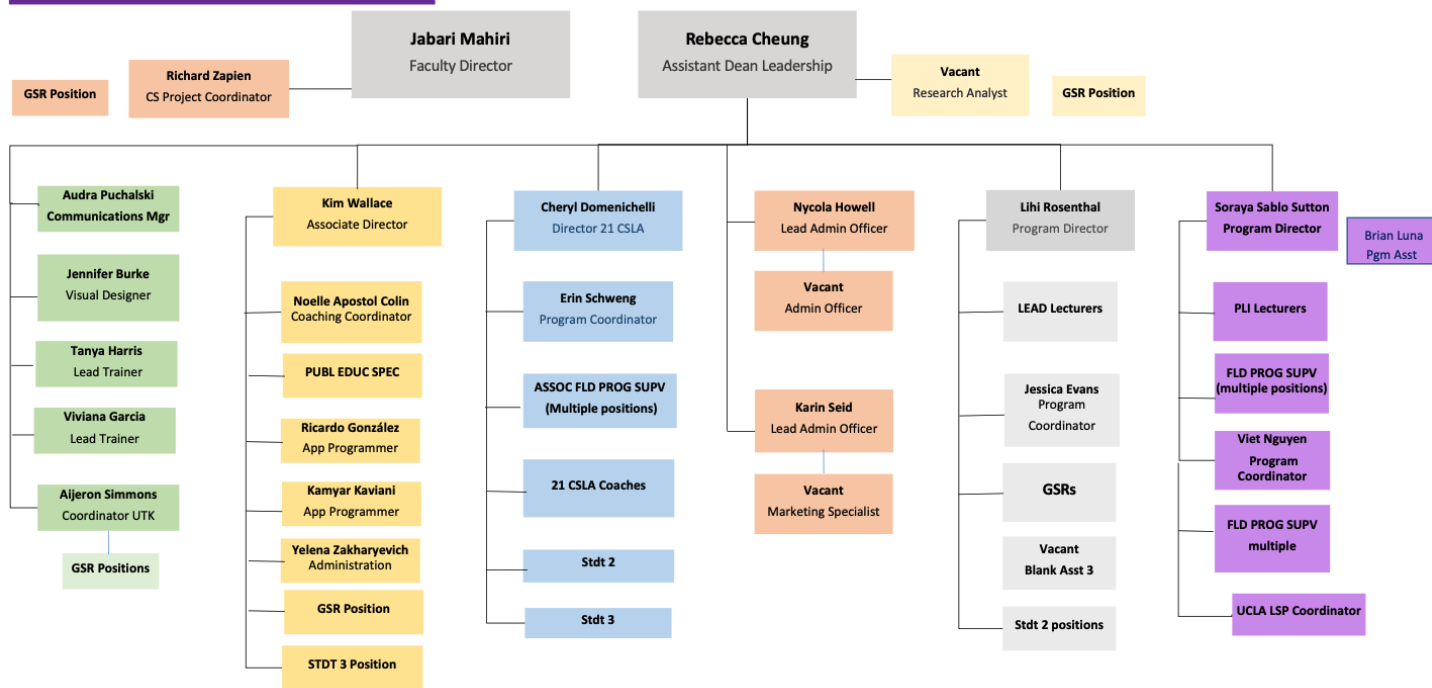 Jabari Mahiri
Faculty Director
Rebecca Cheung
Assistant Dean Leadership
GSR Position
Richard Zapien
CS Project Coordinator
Vacant
Research Analyst
GSR Position
Audra Puchalski
Communications Mgr
Jennifer Burke
Visual Designer
Tanya Harris
Lead Trainer
Viviana Garcia
Lead Trainer
Aijeron Simmons
Coordinator UTK
GSR Positions
Kim Wallace
Associate Director
Noelle Apostol Colin
Coaching Coordinator
PUBL EDUC SPEC
Ricardo González
App Programmer
Kamyar Kaviani
App Programmer
Yelena Zakharyevich
Administration
GSR Position
STDT 3 Position
Cheryl Domenichelli
Director 21 CSLA
Erin Schweng
Program Coordinator
ASSOC FLD PROG SUPV
(Multiple positions)
21 CSLA Coaches
Stdt 2
Stdt 3
Nycola Howell
Lead Admin Officer
Vacant
Admin Officer
Karin Seid
Lead Admin Officer
Vacant
Marketing Specialist
Lihi Rosenthal
Program Director
LEAD Lecturers
Jessica Evans
Program
Coordinator
GSRs
Vacant
Blank Asst 3
Stdt 2 positions
Soraya Sablo Sutton
Program Director
Brian Luna
Pgm Asst
PLI Lecturers
FLD PROG SUPV
(multiple positions)
Viet Nguyen
Program
Coordinator
FLD PROG SUPV
multiple
UCLA LSP Coordinator